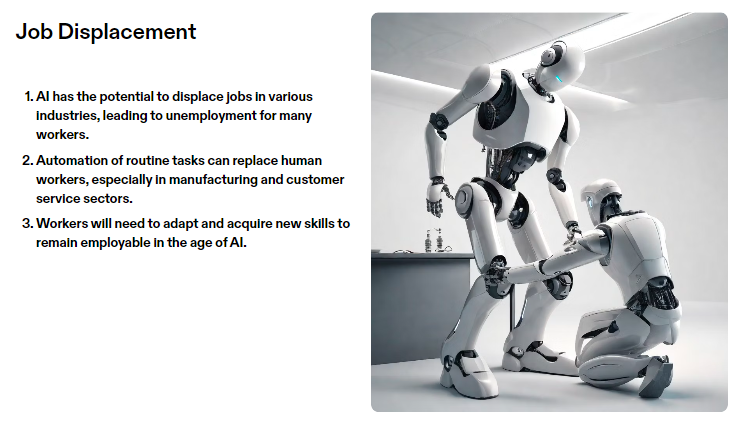 Job Displacement
1. AI has the potential to displace jobs in various
industries, leading to unemployment for many
workers.
2. Automation of routine tasks can replace human
workers, especially in manufacturing and customer
service sectors.
3. Workers will need to adapt and acquire new skills to
remain employable in the age of AI.